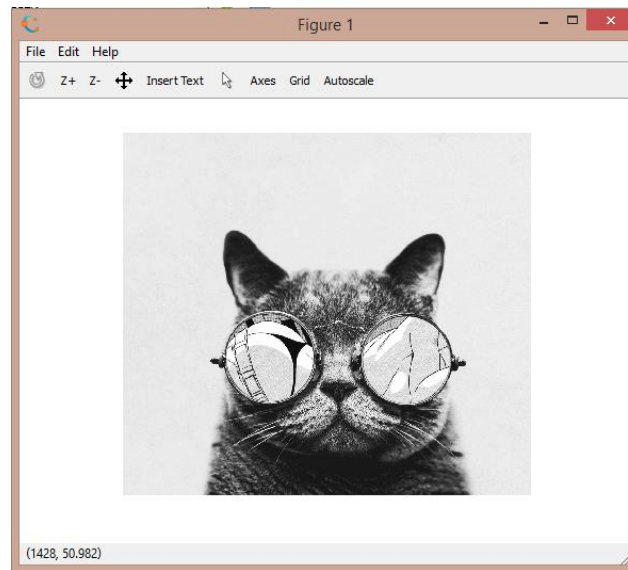 Figure 1
File Edit Help
Z+ Z- Insert Text Axes Grid Autoscale
(1428, 50.982)